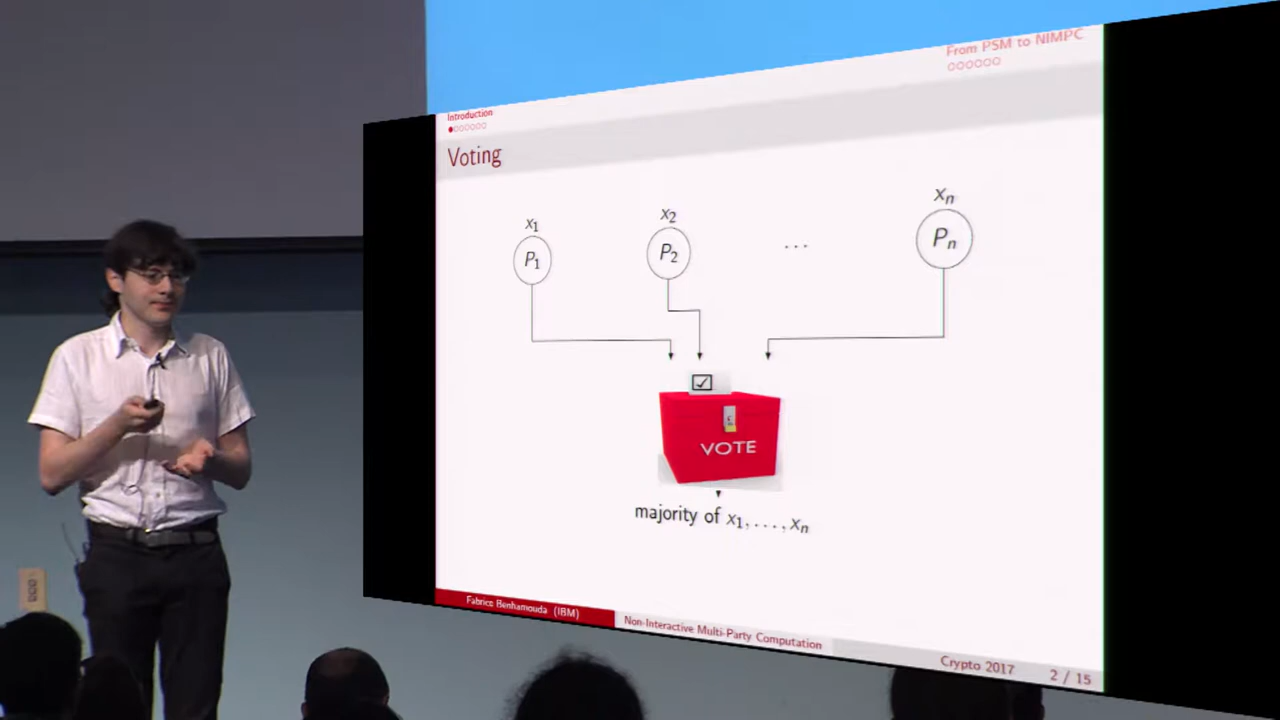 From PSM to NIMPC
Introduction
Voting
x1 x2 xn
P1 P2 ... Pn
VOTE
majority of x1, ..., xn
Fabrice Benhamouda (IBM) Non-Interactive Multi-Party Computation Crypto 2017 2 / 15